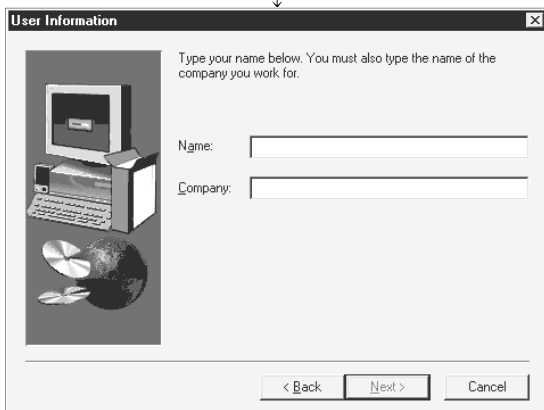 User Information
Type your name below. You must also type the name of the
company you work for.
Name:
Company:
< Back
Next >
Cancel